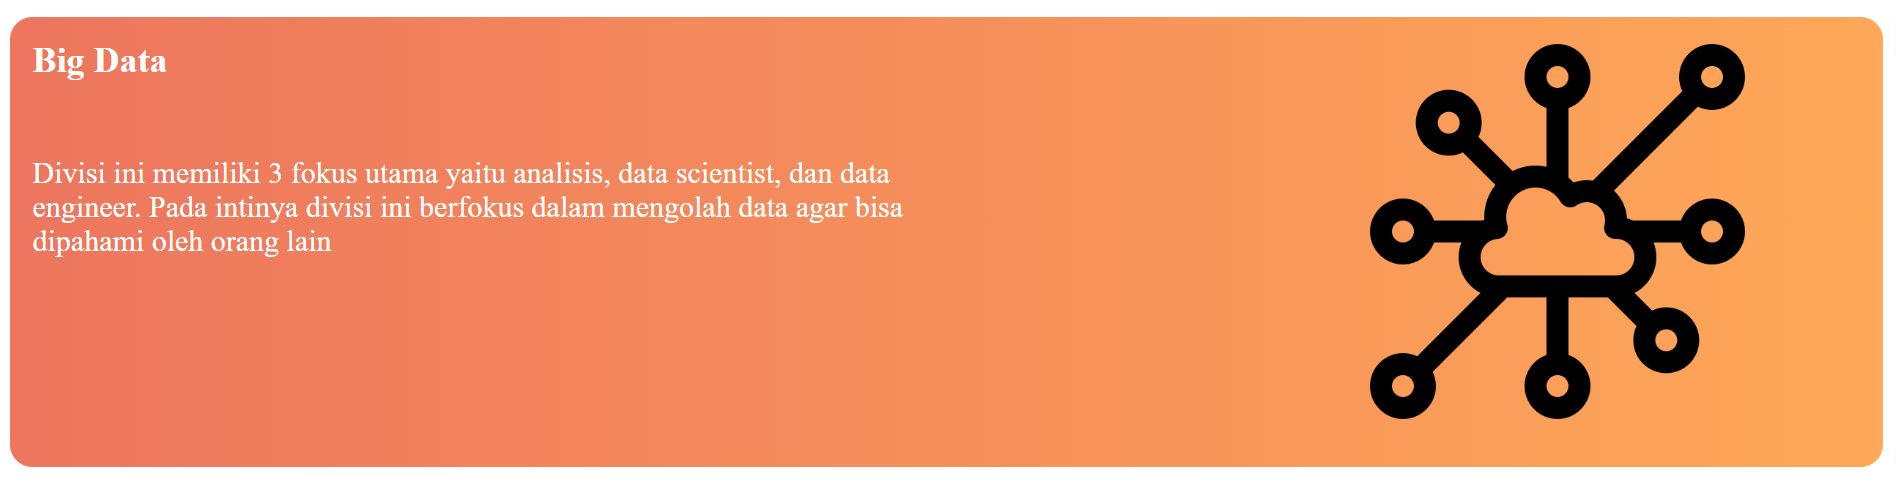 Big Data
Divisi ini memiliki 3 fokus utama yaitu analisis, data scientist, dan data
engineer. Pada intinya divisi ini berfokus dalam mengolah data agar bisa
dipahami oleh orang lain